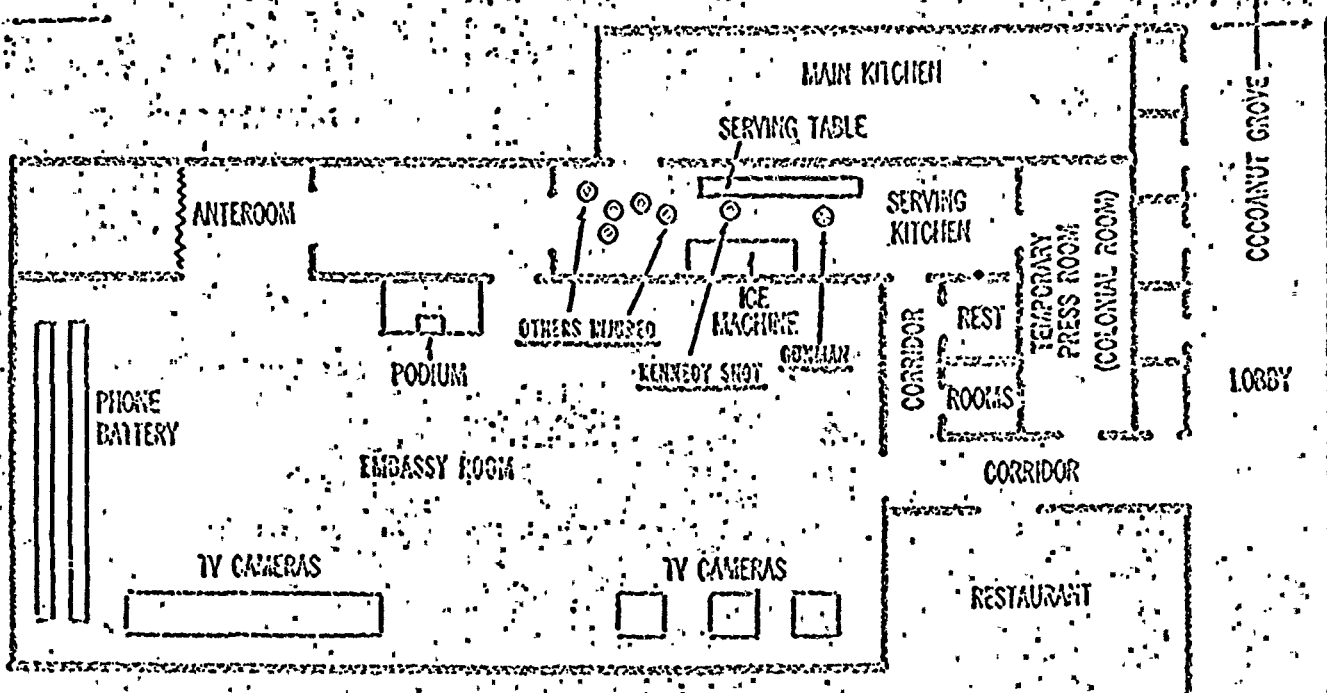 MAIN KITCHEN
SERVING TABLE
COCOANUT GROVE
ANTEROOM
SERVING
KITCHEN
TEMPORARY
PRESS ROOM
(COLONIAL ROOM)
ICE
MACHINE
OTHERS INJURED
KENNEDY SHOT
GUNMAN
CORRIDOR
REST
ROOMS
PODIUM
LOBBY
PHONE
BATTERY
EMBASSY ROOM
CORRIDOR
TV CAMERAS
TV CAMERAS
RESTAURANT